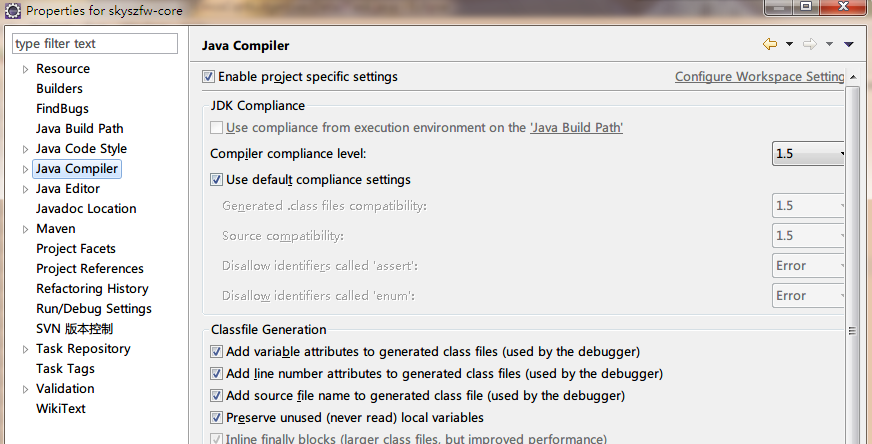 Properties for skyszfw-core
type filter text
Resource
Builders
FindBugs
Java Build Path
Java Code Style
Java Compiler
Java Editor
Javadoc Location
Maven
Project Facets
Project References
Refactoring History
Run/Debug Settings
SVN 版本控制
Task Repository
Task Tags
Validation
WikiText
Java Compiler
Enable project specific settings
Configure Workspace Setting
JDK Compliance
Use compliance from execution environment on the 'Java Build Path'
Compiler compliance level: 1.5
Use default compliance settings
Generated .class files compatibility: 1.5
Source compatibility: 1.5
Disallow identifiers called 'assert': Error
Disallow identifiers called 'enum': Error
Classfile Generation
Add variable attributes to generated class files (used by the debugger)
Add line number attributes to generated class files (used by the debugger)
Add source file name to generated class file (used by the debugger)
Preserve unused (never read) local variables
Inline finally blocks (larger class files, but improved performance)